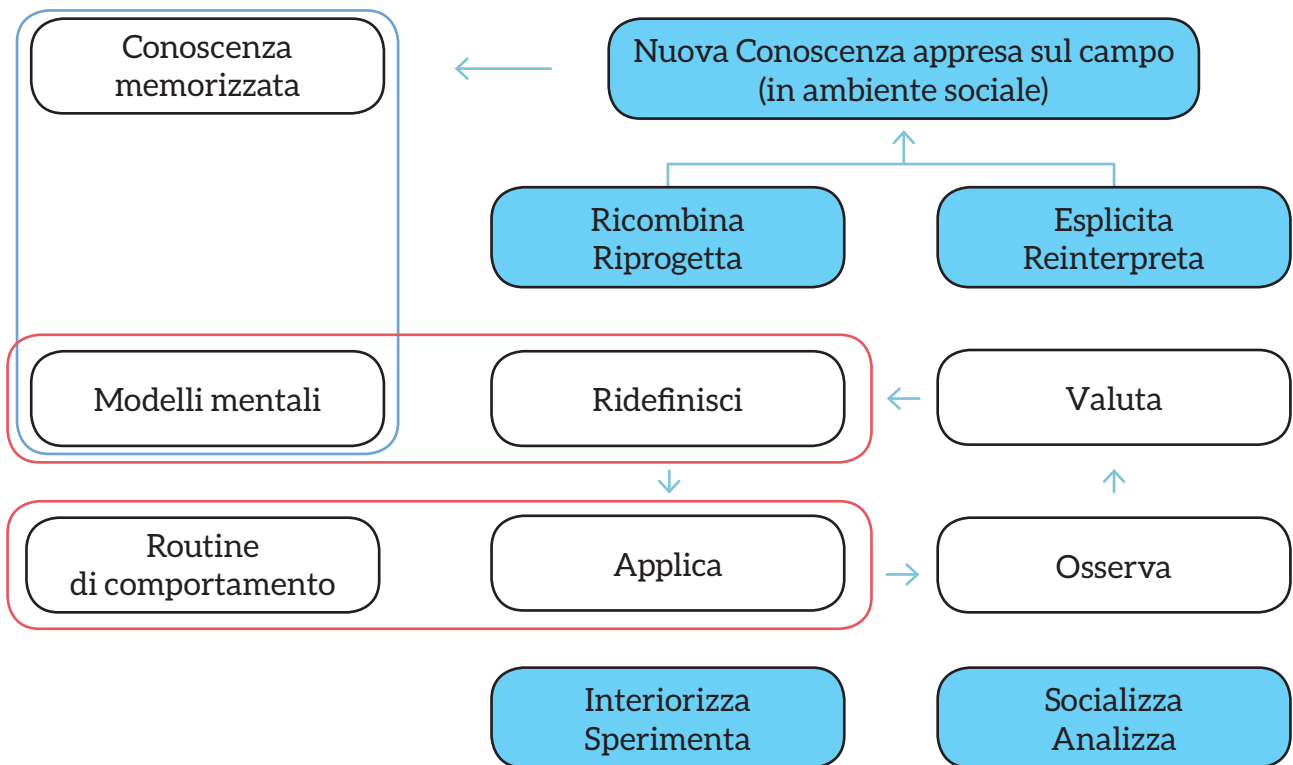 Conoscenza
memorizzata
Nuova Conoscenza appresa sul campo
(in ambiente sociale)
Ricombina
Riprogetta
Esplicita
Reinterpreta
Modelli mentali
Ridefinisci
Valuta
Routine
di comportamento
Applica
Osserva
Interiorizza
Sperimenta
Socializza
Analizza